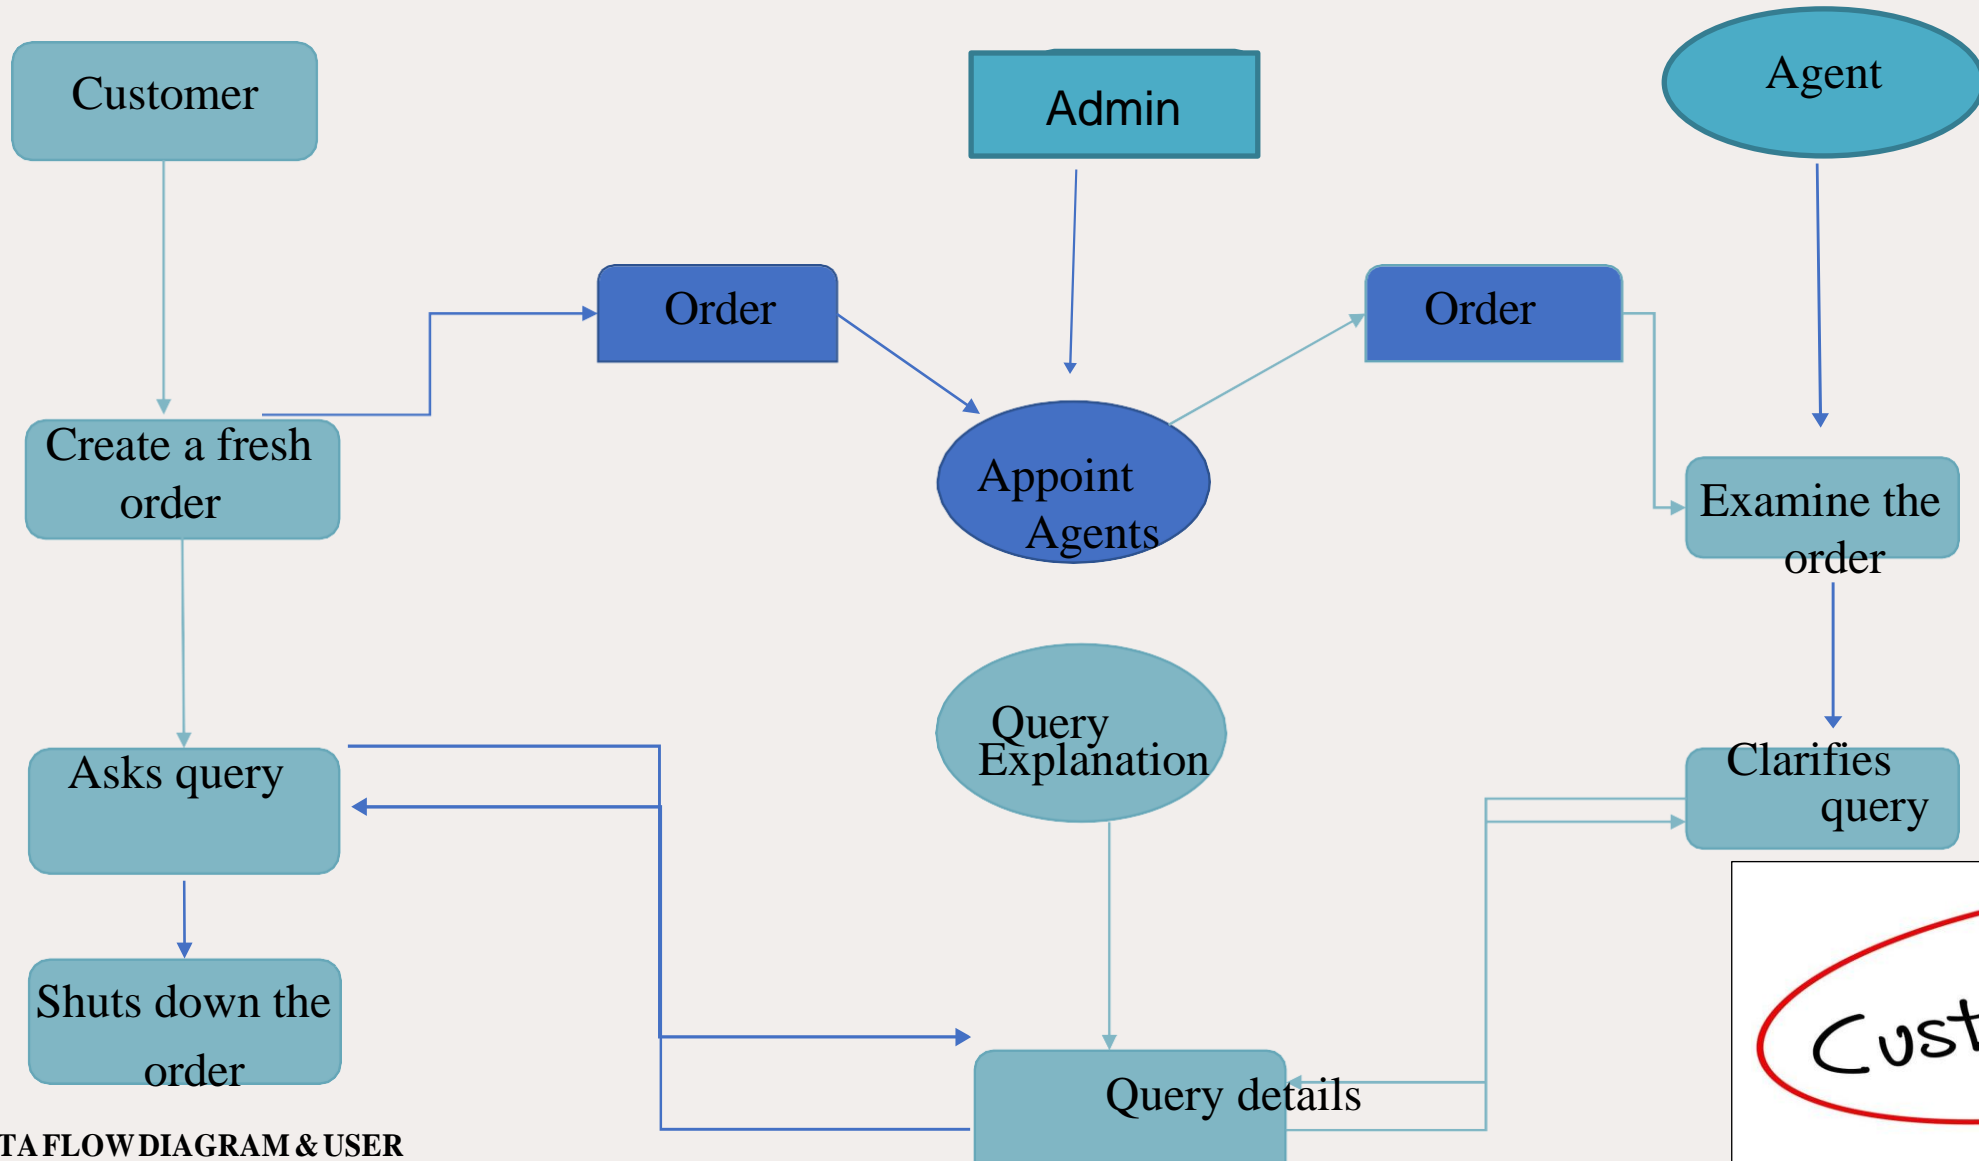 Customer
Admin
Agent
Order
Order
Create a fresh
order
Appoint
Agents
Examine the
order
Query
Explanation
Asks query
Clarifies
query
Shuts down the
order
Query details
FLOW DIAGRAM & USER